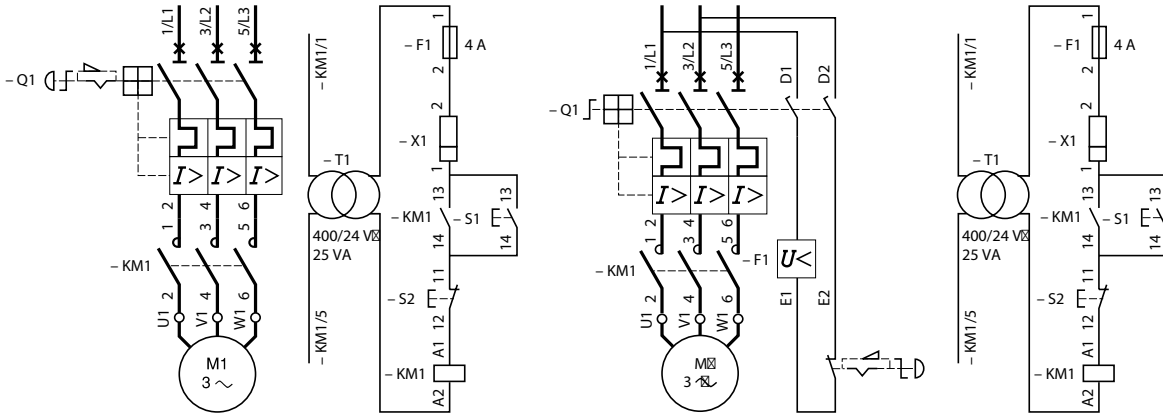 1/L1
3/L2
5/L3
– Q1
I>
I>
I>
2
4
6
1
3
5
– KM1
2
4
6
U1
V1
W1
M1
3 ~
– KM1/1
– T1
400/24 V
25 VA
– KM1/5
1
– F1
4 A
2
2
– X1
1
13
– KM1
14
– S1
13
14
11
– S2
12
A1
– KM1
A2
1/L1
3/L2
5/L3
D1
D2
– Q1
I>
I>
I>
2
4
6
1
3
5
– KM1
– F1
U<
2
4
6
E1
E2
U1
V1
W1
M
3
– KM1/1
– T1
400/24 V
25 VA
– KM1/5
1
– F1
4 A
2
2
– X1
1
13
– KM1
14
– S1
13
14
11
– S2
12
A1
– KM1
A2